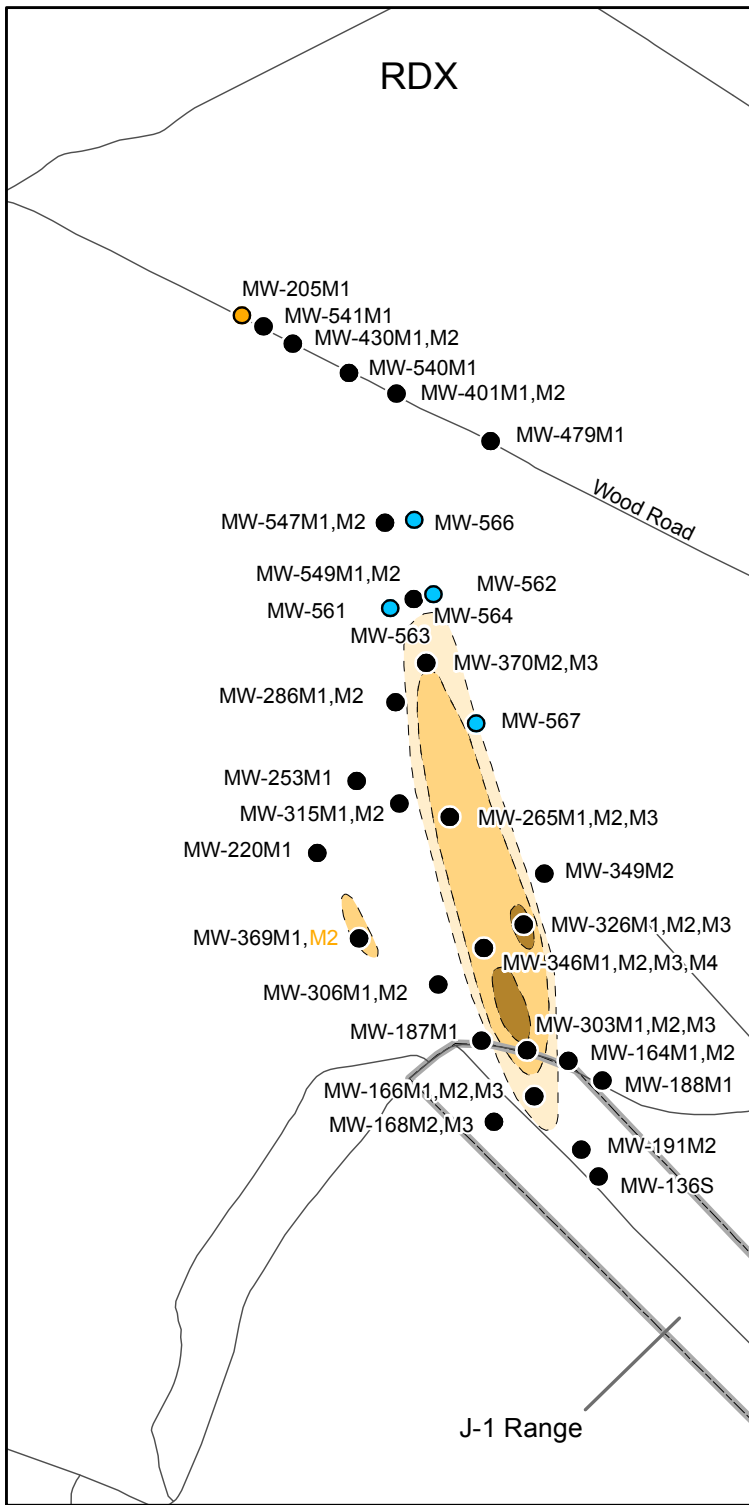 RDX
MW-205M1
MW-541M1
MW-430M1,M2
MW-540M1
MW-401M1,M2
MW-479M1
Wood Road
MW-547M1,M2
MW-566
MW-549M1,M2
MW-562
MW-561
MW-564
MW-563
MW-370M2,M3
MW-286M1,M2
MW-567
MW-253M1
MW-315M1,M2
MW-265M1,M2,M3
MW-220M1
MW-349M2
MW-326M1,M2,M3
MW-369M1,M2
MW-346M1,M2,M3,M4
MW-306M1,M2
MW-303M1,M2,M3
MW-187M1
MW-164M1,M2
MW-188M1
MW-166M1,M2,M3
MW-168M2,M3
MW-191M2
MW-136S
J-1 Range